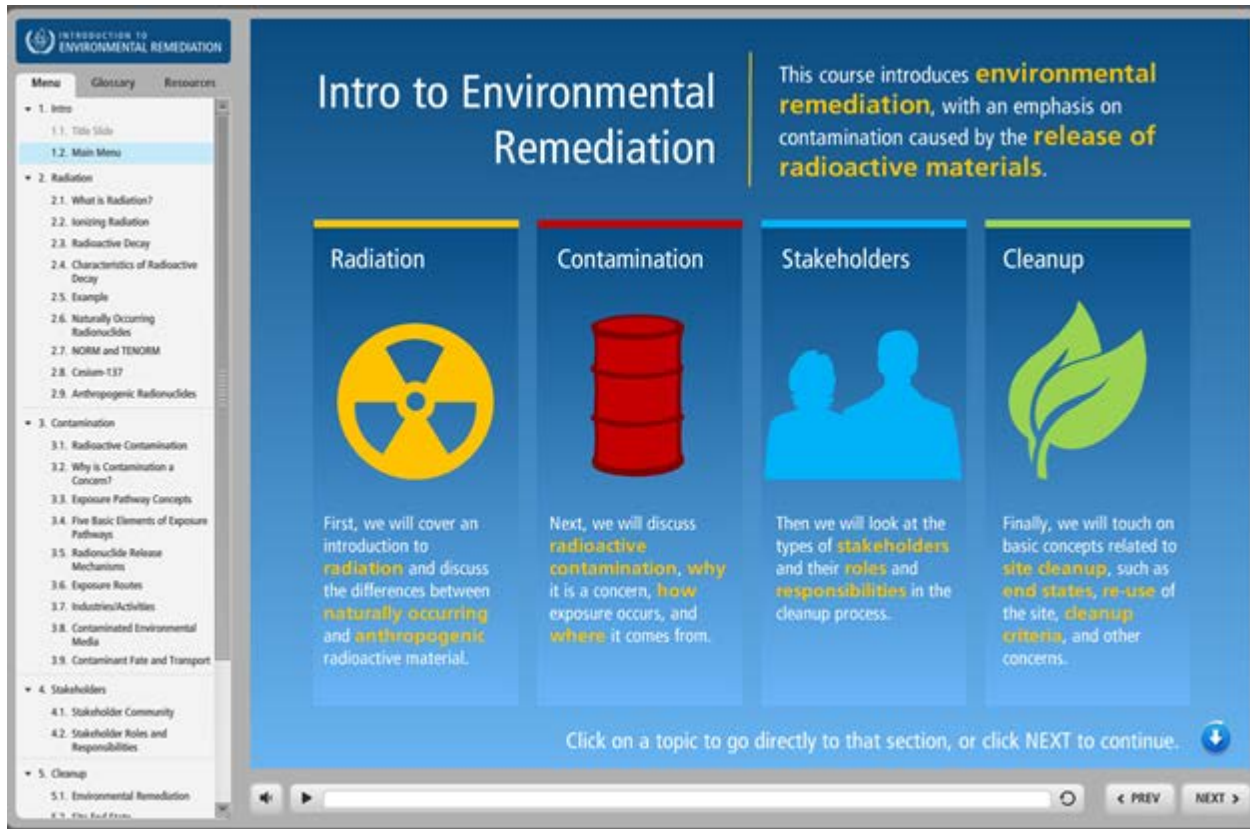 INTRODUCTION TO
ENVIRONMENTAL REMEDIATION
Menu Glossary Resources
1. Intro
1.1. Title Slide
1.2. Main Menu
2. Radiation
2.1. What is Radiation?
2.2. Ionizing Radiation
2.3. Radioactive Decay
2.4. Characteristics of Radioactive
Decay
2.5. Example
2.6. Naturally Occurring
Radionuclides
2.7. NORM and TENORM
2.8. Cesium-137
2.9. Anthropogenic Radionuclides
3. Contamination
3.1. Radioactive Contamination
3.2. Why is Contamination a
Concern?
3.3. Exposure Pathway Concepts
3.4. Five Basic Elements of Exposure
Pathways
3.5. Radionuclide Release
Mechanisms
3.6. Exposure Routes
3.7. Industries/Activities
3.8. Contaminated Environmental
Media
3.9. Contaminant Fate and Transport
4. Stakeholders
4.1. Stakeholder Community
4.2. Stakeholder Roles and
Responsibilities
5. Cleanup
5.1. Environmental Remediation
5.2. Site End State
Intro to Environmental
Remediation
This course introduces environmental
remediation, with an emphasis on
contamination caused by the release of
radioactive materials.
Radiation
First, we will cover an
introduction to
radiation and discuss
the differences between
naturally occurring
and anthropogenic
radioactive material.
Contamination
Next, we will discuss
radioactive
contamination, why
it is a concern, how
exposure occurs, and
where it comes from.
Stakeholders
Then we will look at the
types of stakeholders
and their roles and
responsibilities in the
cleanup process.
Cleanup
Finally, we will touch on
basic concepts related to
site cleanup, such as
end states, re-use of
the site, cleanup
criteria, and other
concerns.
Click on a topic to go directly to that section, or click NEXT to continue.
< PREV NEXT >